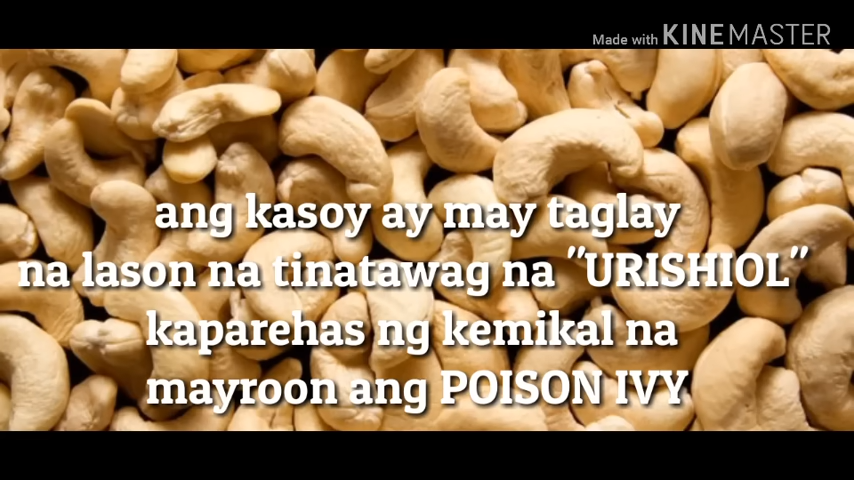 Made with KINEMASTER
ang kasoy ay may taglay
na lason na tinatawag na "URISHIOL"
kaparehas ng kemikal na
mayroon ang POISON IVY